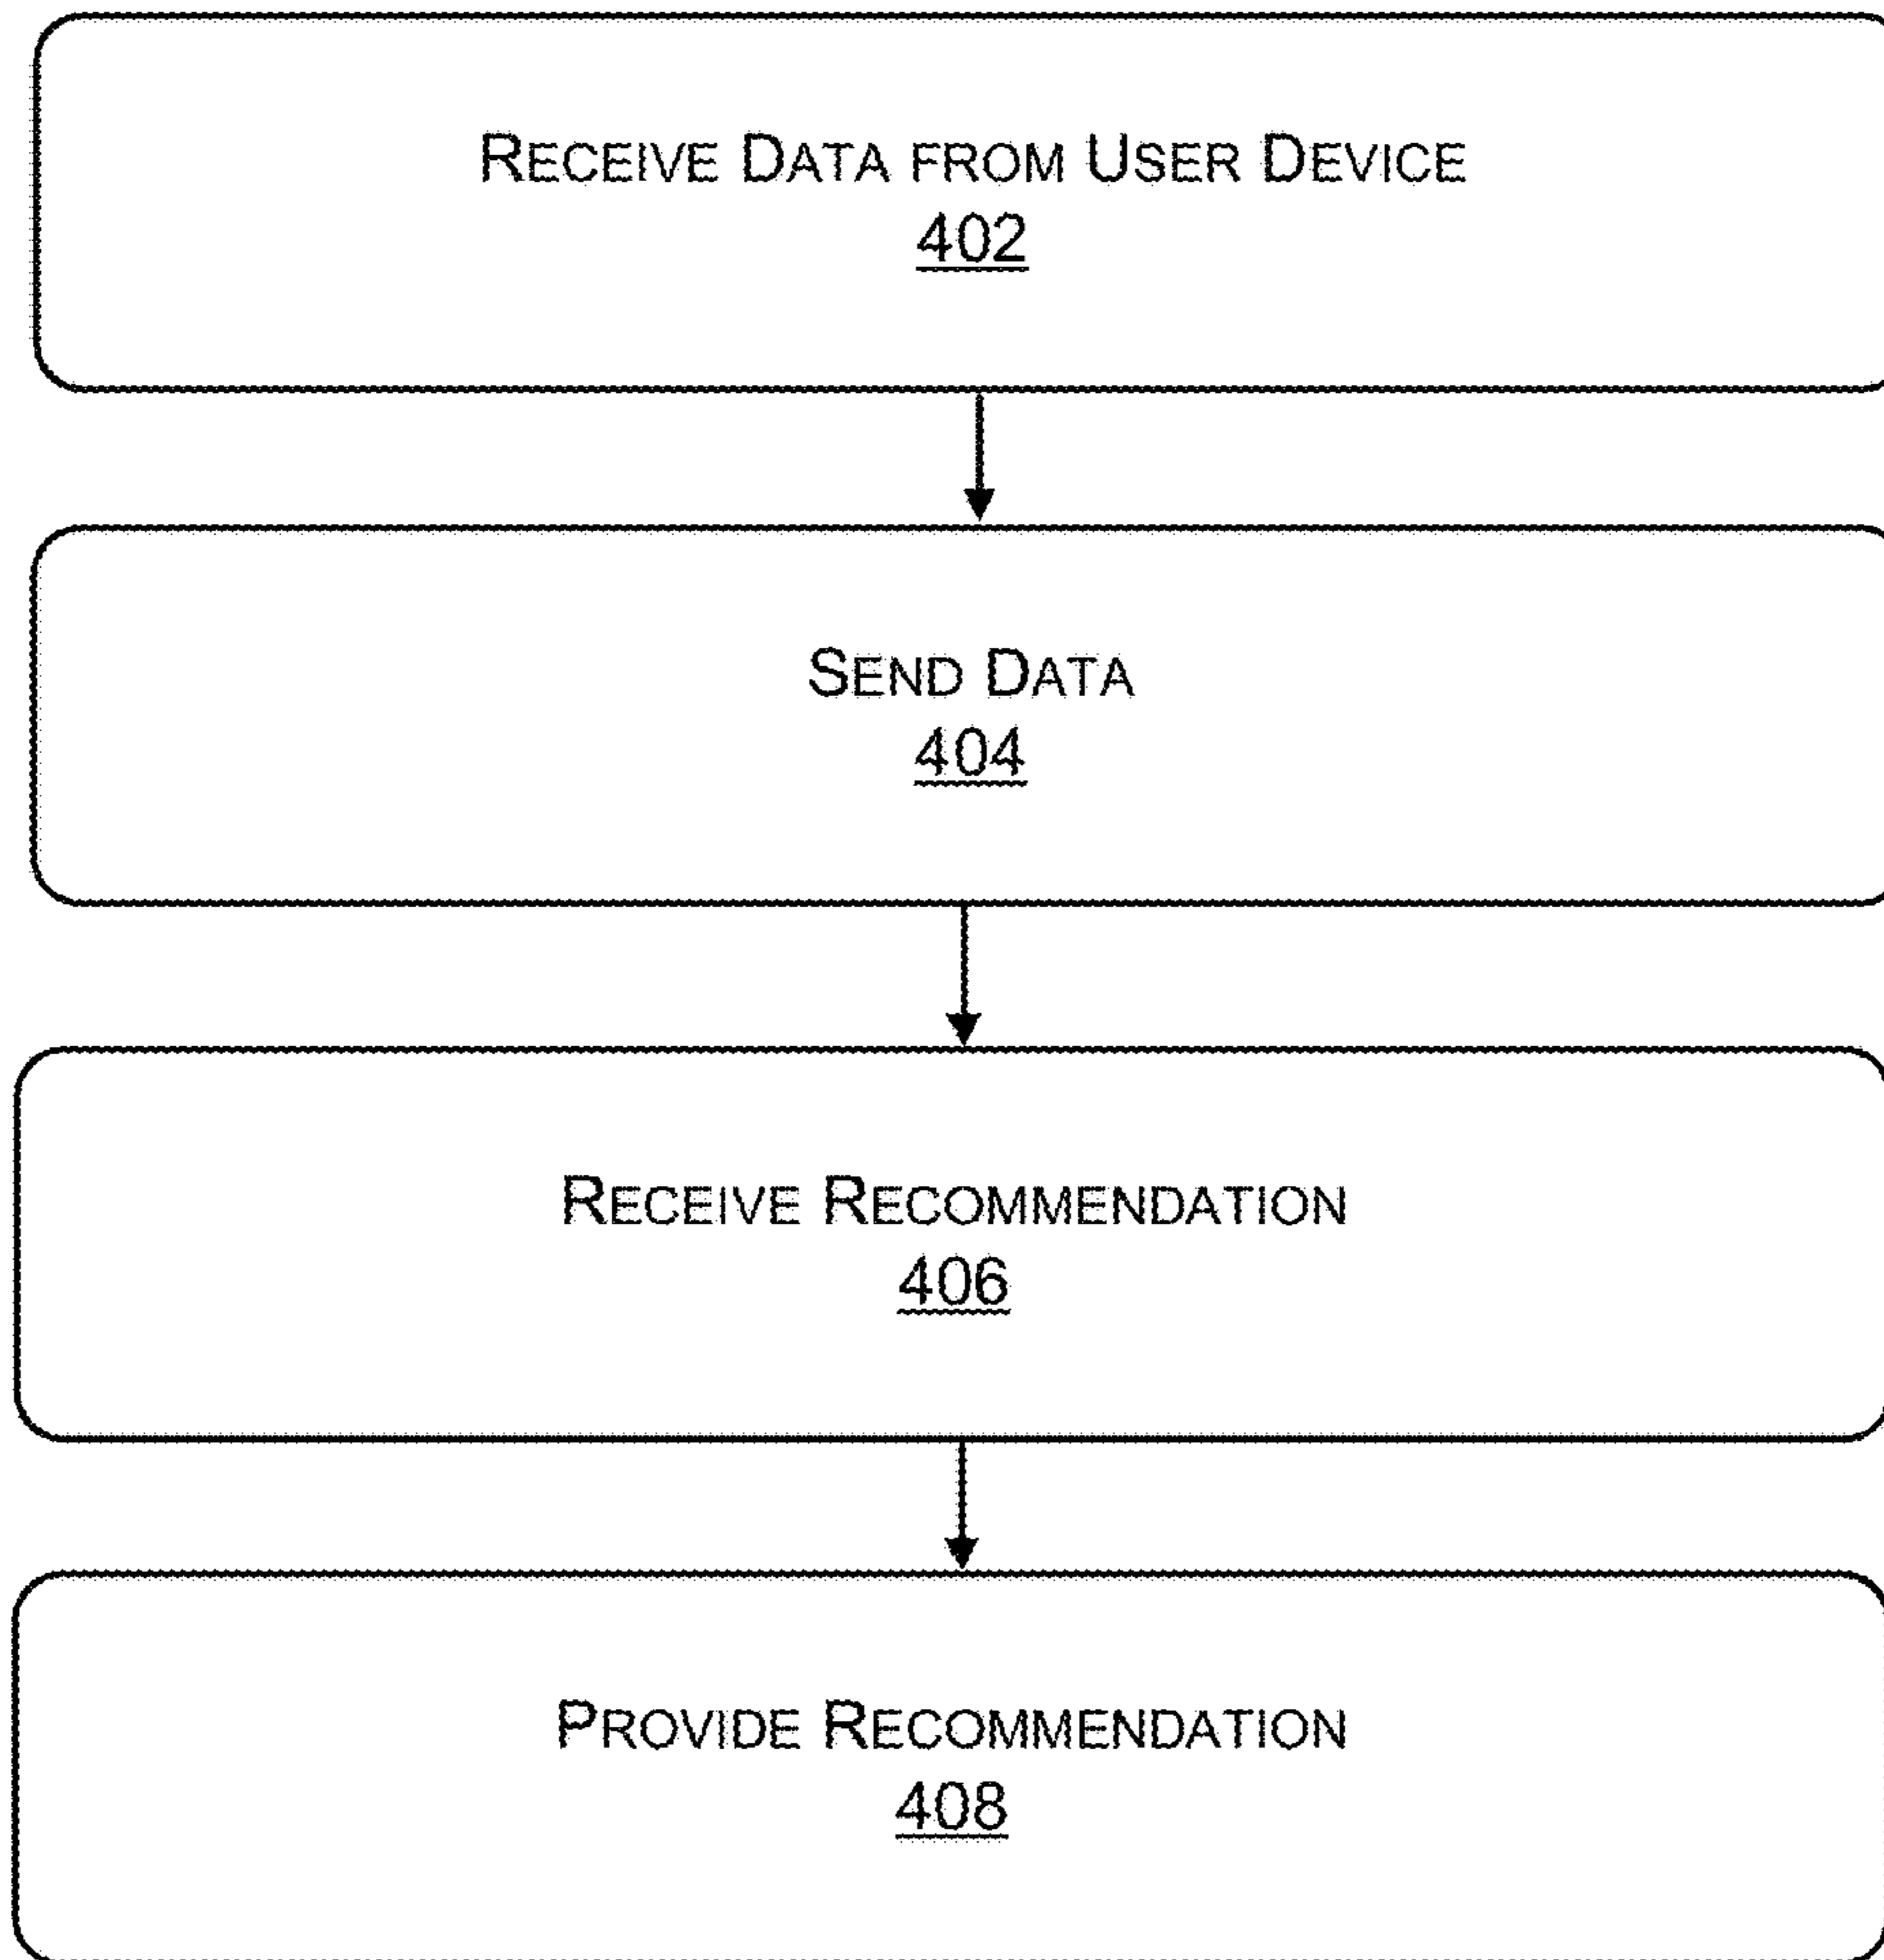 RECEIVE DATA FROM USER DEVICE
402
SEND DATA
404
RECEIVE RECOMMENDATION
406
PROVIDE RECOMMENDATION
408